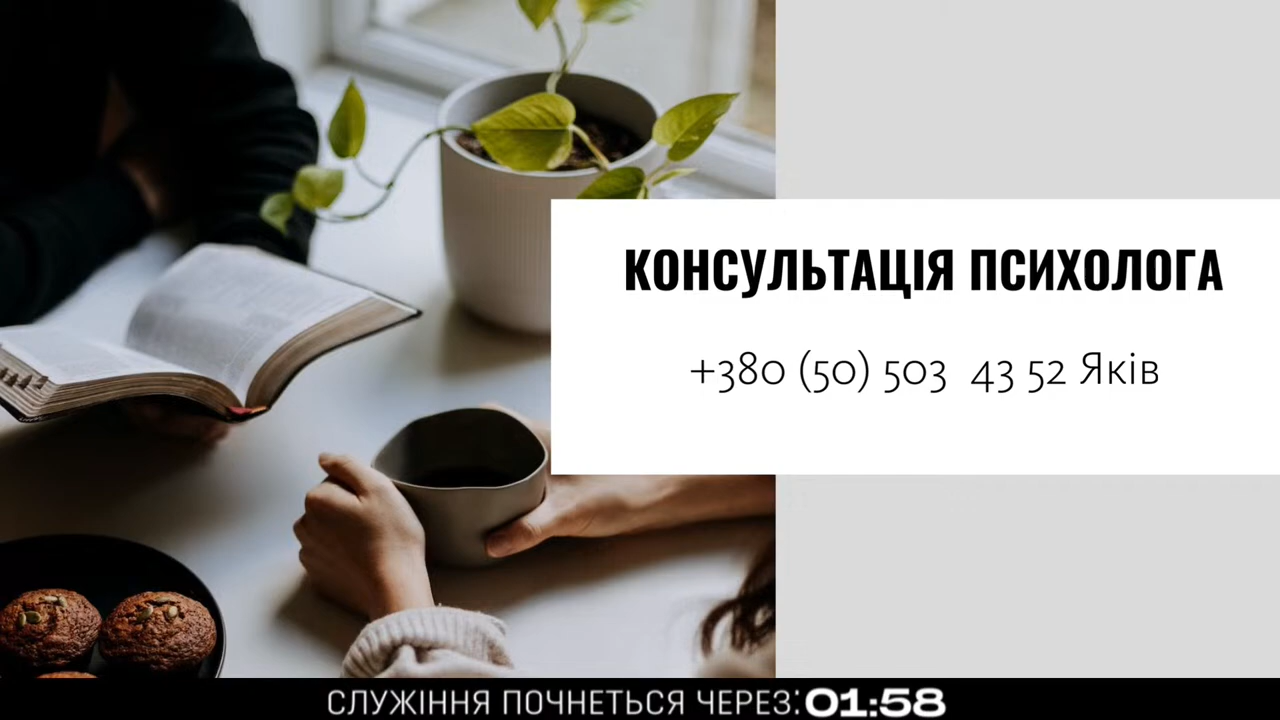 КОНСУЛЬТАЦІЯ ПСИХОЛОГА
+380 (50) 503 43 52 Яків
СЛУЖІННЯ ПОЧНЕТЬСЯ ЧЕРЕЗ: 01:58